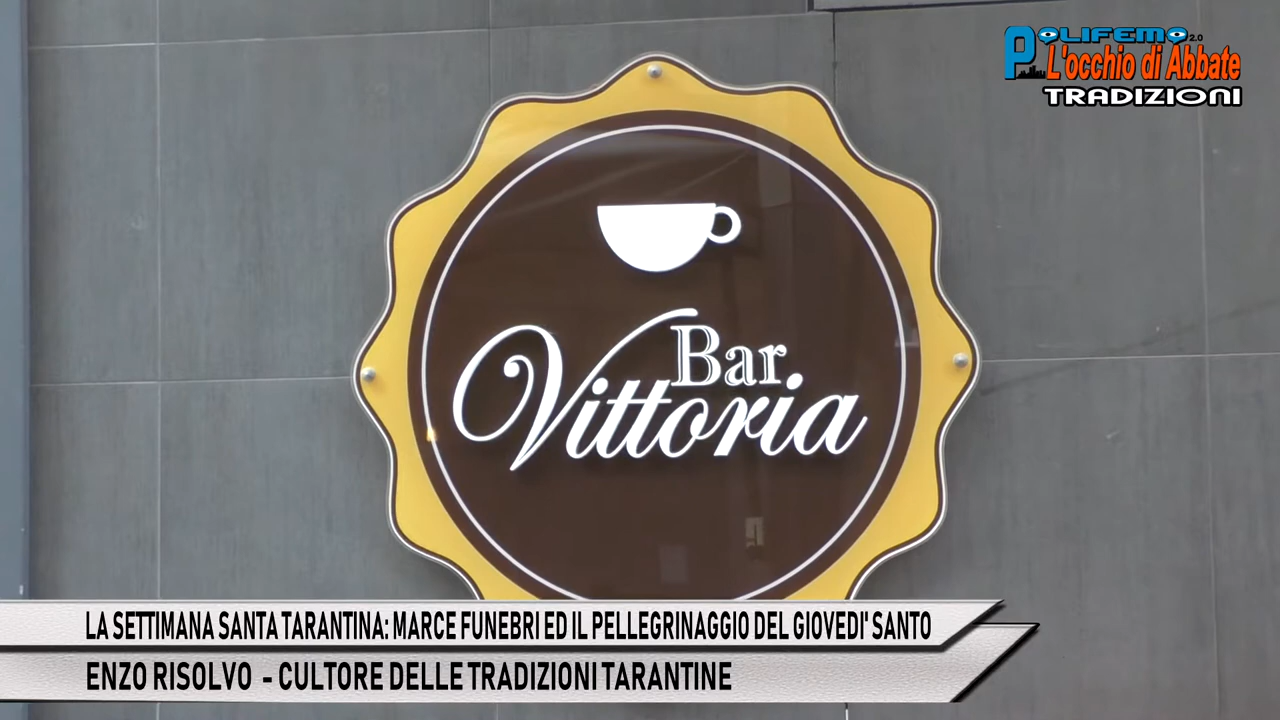 POLIFEMO 2.0
L'occhio di Abbate
TRADIZIONI
Bar
Vittoria
LA SETTIMANA SANTA TARANTINA: MARCE FUNEBRI ED IL PELLEGRINAGGIO DEL GIOVEDI' SANTO
ENZO RISOLVO - CULTORE DELLE TRADIZIONI TARANTINE